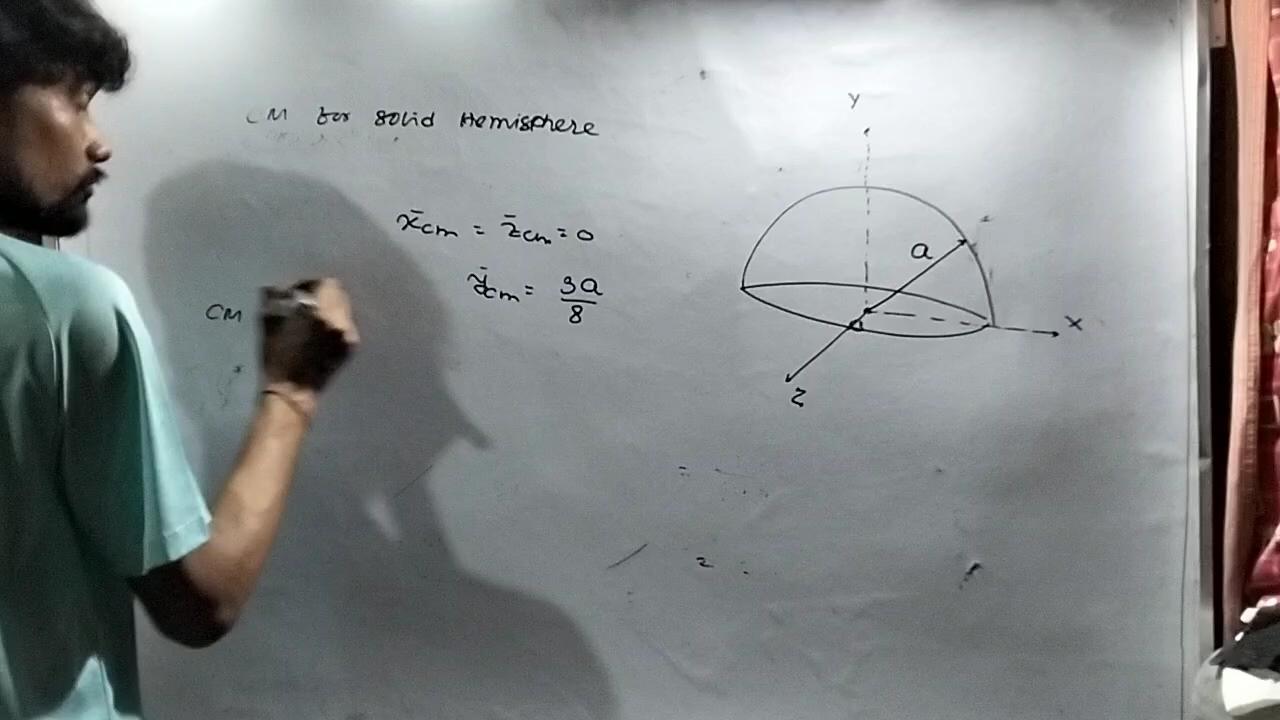 CM for solid Hemisphere
x̄cm = z̄cm = 0
ȳcm = 3a/8
CM
Y
a
X
Z